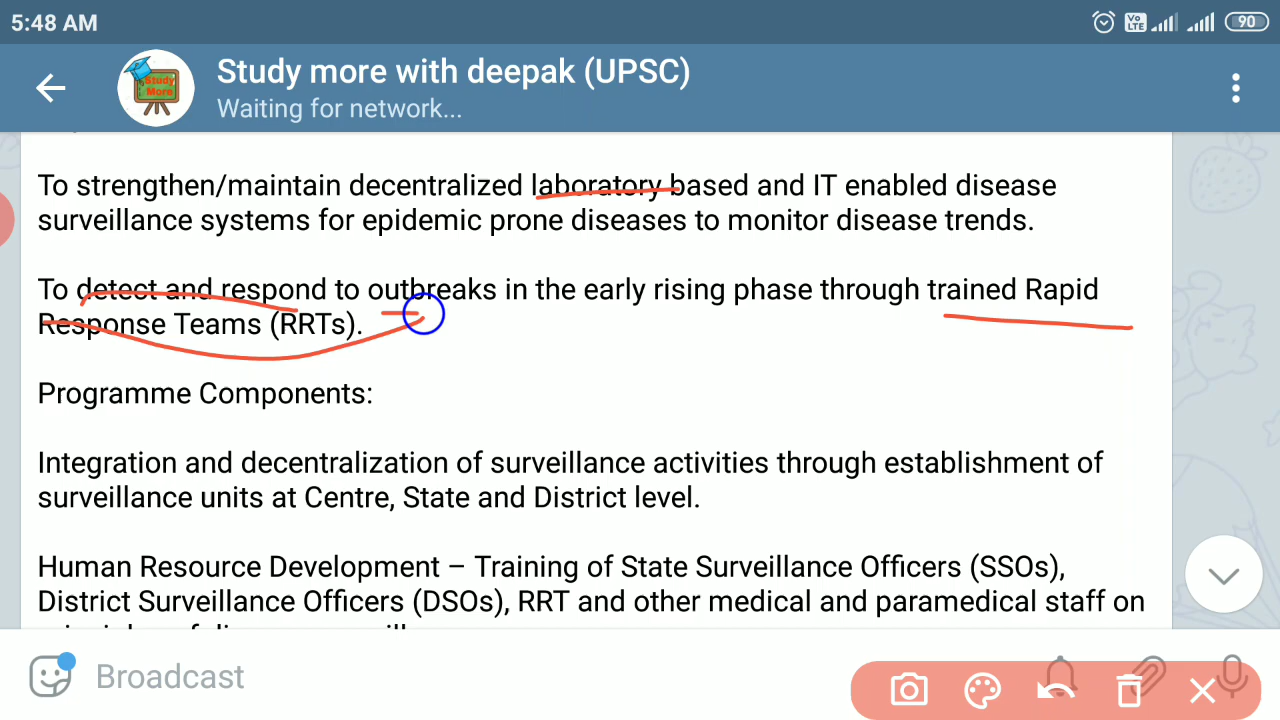 5:48 AM
Vo LTE
90
Study more with deepak (UPSC)
Study More
Waiting for network...
To strengthen/maintain decentralized laboratory based and IT enabled disease
surveillance systems for epidemic prone diseases to monitor disease trends.
To detect and respond to outbreaks in the early rising phase through trained Rapid
Response Teams (RRTs).
Programme Components:
Integration and decentralization of surveillance activities through establishment of
surveillance units at Centre, State and District level.
Human Resource Development – Training of State Surveillance Officers (SSOs),
District Surveillance Officers (DSOs), RRT and other medical and paramedical staff on
Broadcast